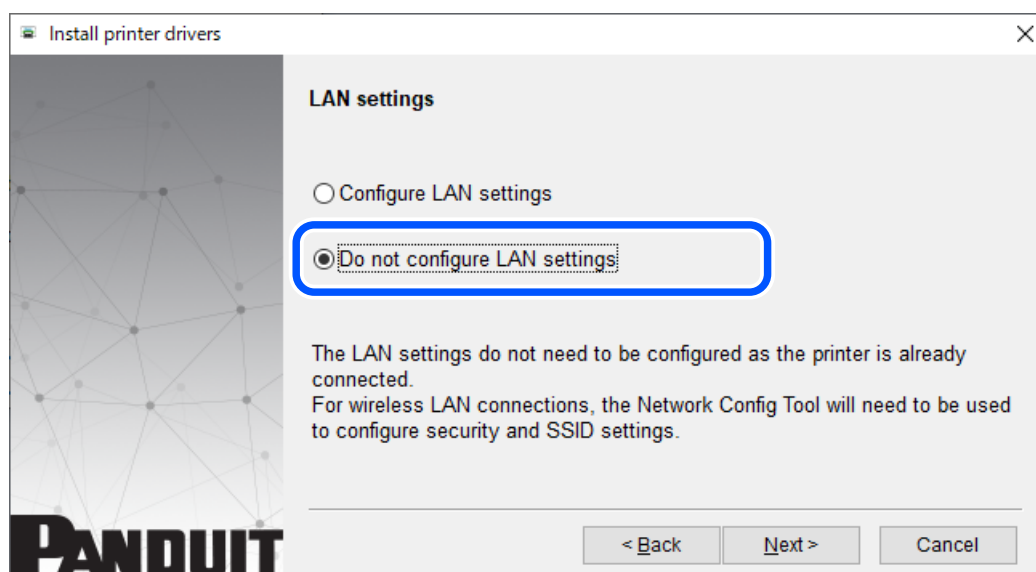 Install printer drivers
LAN settings
Configure LAN settings
Do not configure LAN settings
The LAN settings do not need to be configured as the printer is already
connected.
For wireless LAN connections, the Network Config Tool will need to be used
to configure security and SSID settings.
PANDUIT
< Back
Next >
Cancel